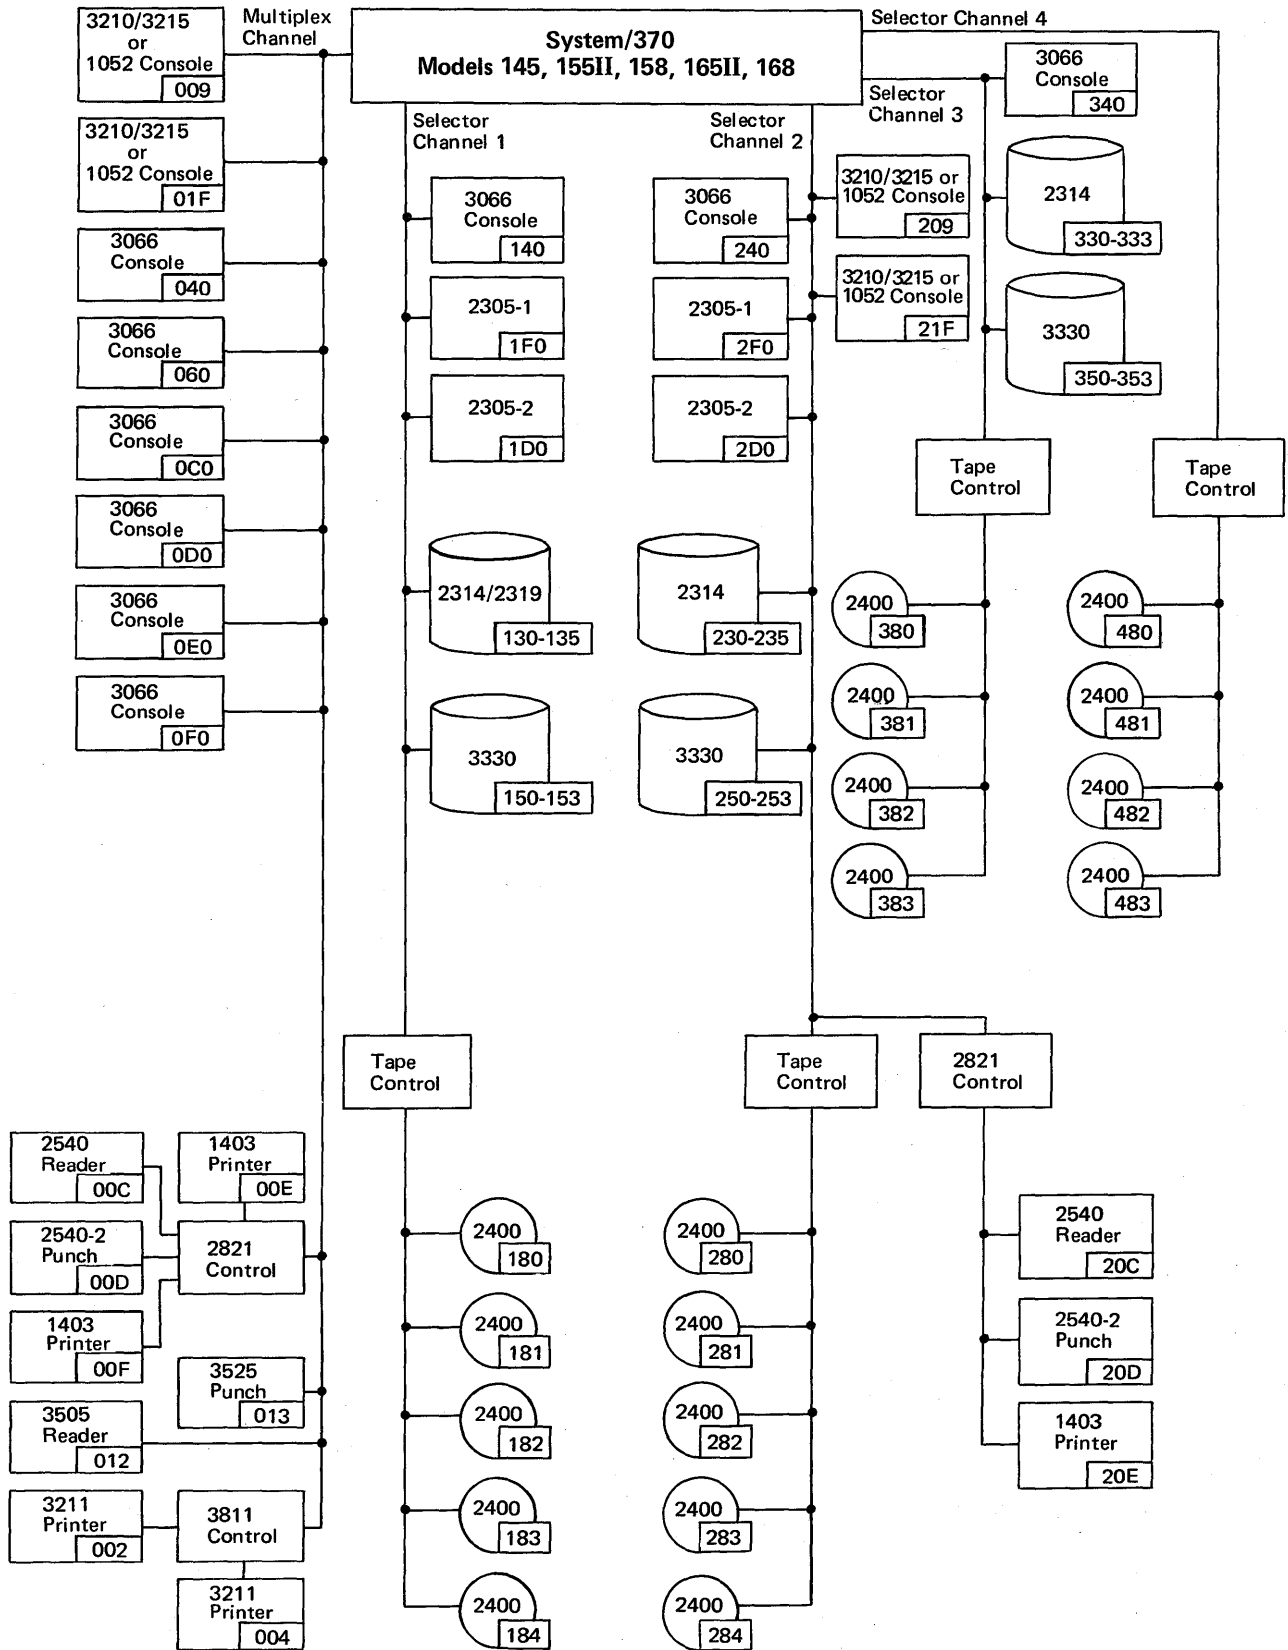 System/370
Models 145, 155II, 158, 165II, 168
Multiplex
Channel
3210/3215
or
1052 Console
009
3210/3215
or
1052 Console
01F
3066
Console
040
3066
Console
060
3066
Console
0C0
3066
Console
0D0
3066
Console
0E0
3066
Console
0F0
2540
Reader
00C
1403
Printer
00E
2540-2
Punch
00D
2821
Control
1403
Printer
00F
3525
Punch
013
3505
Reader
012
3211
Printer
002
3811
Control
3211
Printer
004
Selector
Channel 1
3066
Console
140
2305-1
1F0
2305-2
1D0
2314/2319
130-135
3330
150-153
Tape
Control
2400
180
2400
181
2400
182
2400
183
2400
184
Selector
Channel 2
3066
Console
240
2305-1
2F0
2305-2
2D0
2314
230-235
3330
250-253
3210/3215 or
1052 Console
209
3210/3215 or
1052 Console
21F
Tape
Control
2400
280
2400
281
2400
282
2400
283
2400
284
2821
Control
2540
Reader
20C
2540-2
Punch
20D
1403
Printer
20E
Selector
Channel 3
3066
Console
340
2314
330-333
3330
350-353
Tape
Control
2400
380
2400
381
2400
382
2400
383
Selector Channel 4
Tape
Control
2400
480
2400
481
2400
482
2400
483